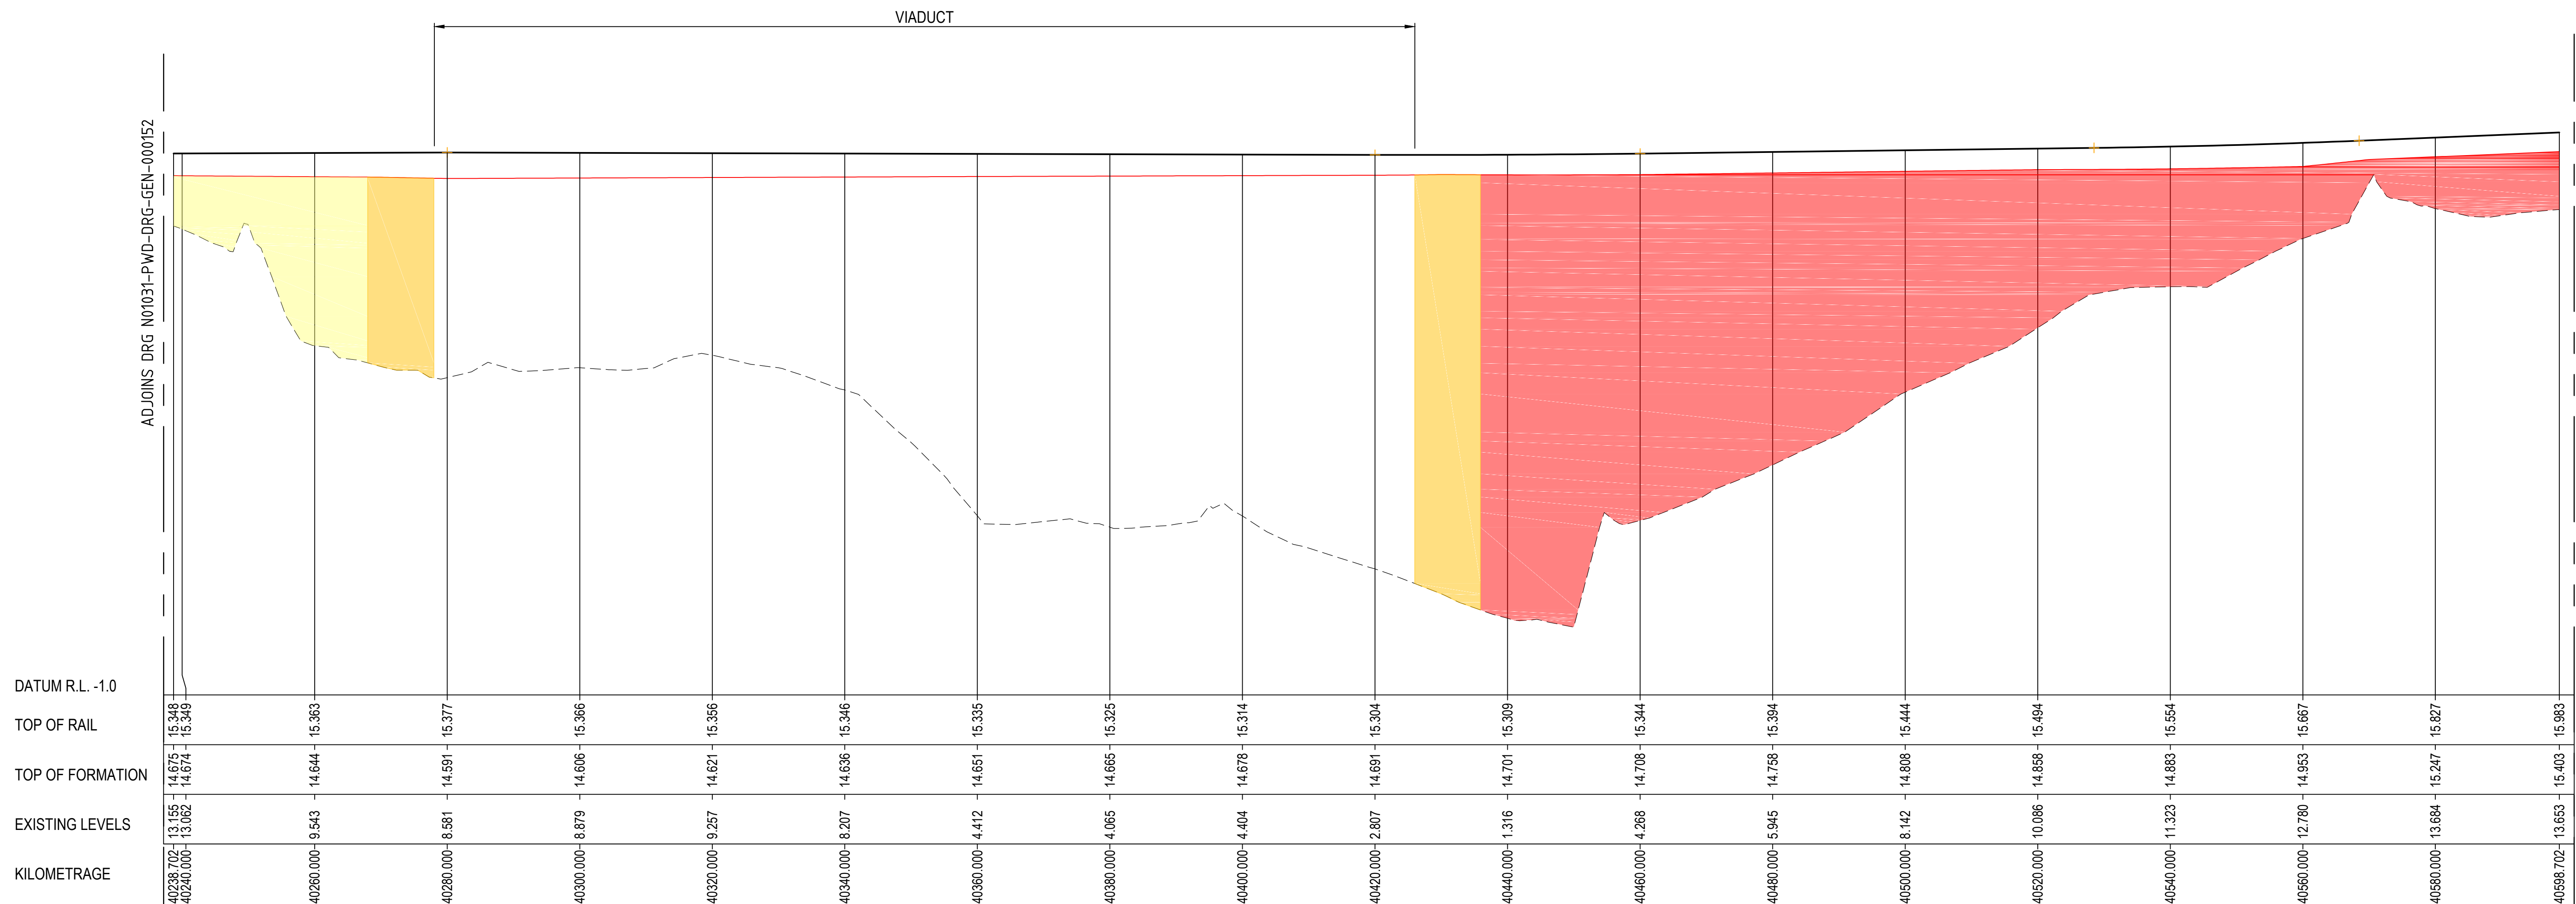 VIADUCT
ADJOINS DRG N01031-PWD-DRG-GEN-000152
DATUM R.L. -1.0
TOP OF RAIL 15.348 15.349 15.363 15.377 15.366 15.356 15.346 15.335 15.325 15.314 15.304 15.309 15.344 15.394 15.444 15.494 15.554 15.667 15.827 15.983
TOP OF FORMATION 14.675 14.674 14.644 14.591 14.606 14.621 14.636 14.651 14.665 14.678 14.691 14.701 14.708 14.758 14.808 14.858 14.883 14.953 15.247 15.403
EXISTING LEVELS 13.155 13.062 9.543 8.581 8.879 9.257 8.207 4.412 4.065 4.404 2.807 1.316 4.268 5.945 8.142 10.086 11.323 12.780 13.684 13.653
KILOMETRAGE 40238.702 40240.000 40260.000 40280.000 40300.000 40320.000 40340.000 40360.000 40380.000 40400.000 40420.000 40440.000 40460.000 40480.000 40500.000 40520.000 40540.000 40560.000 40580.000 40598.702